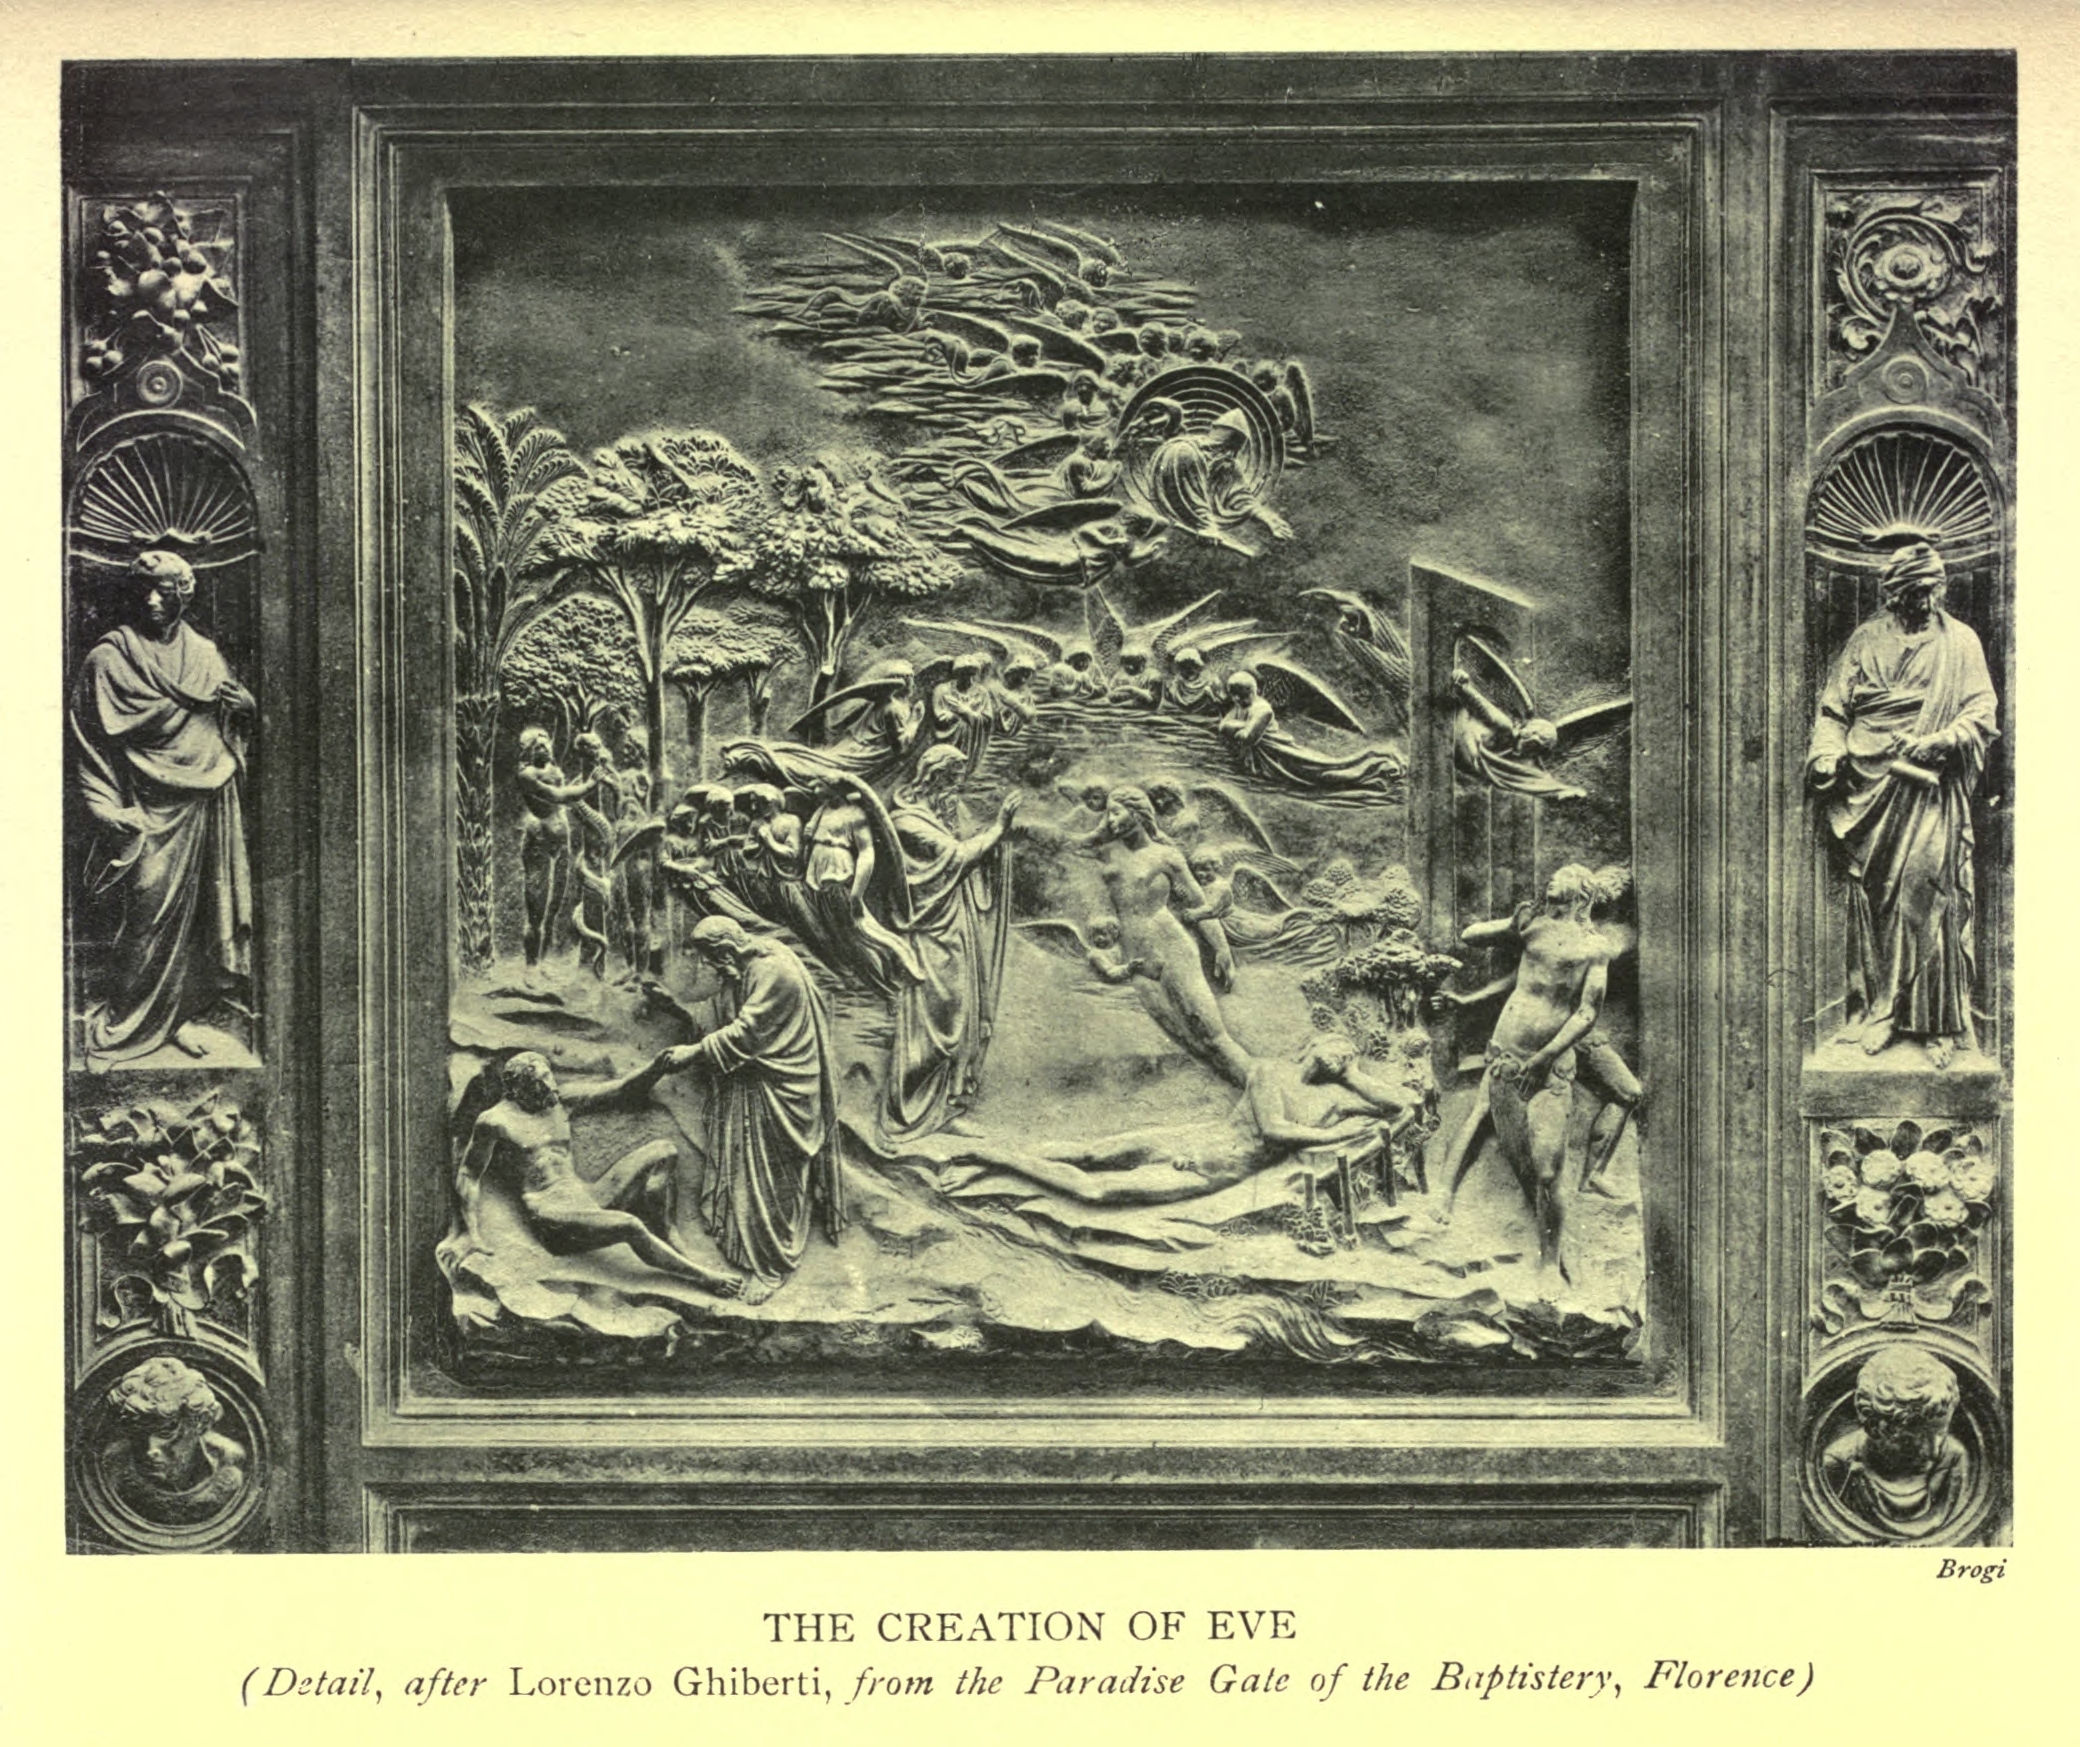 Brogi
THE CREATION OF EVE
(Detail, after Lorenzo Ghiberti, from the Paradise Gate of the Baptistery, Florence)